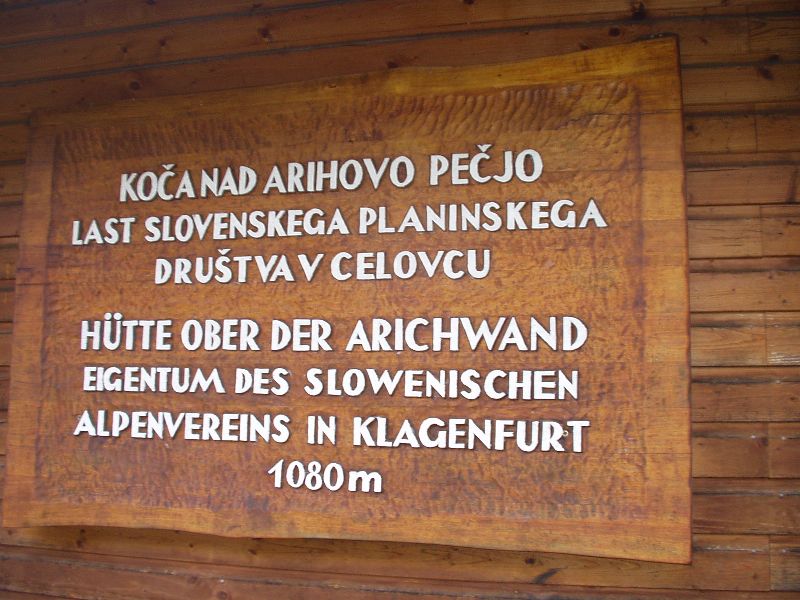 KOČA NAD ARIHOVO PEČJO
LAST SLOVENSKEGA PLANINSKEGA
DRUŠTVA V CELOVCU
HÜTTE OBER DER ARICHWAND
EIGENTUM DES SLOWENISCHEN
ALPENVEREINS IN KLAGENFURT
1080m